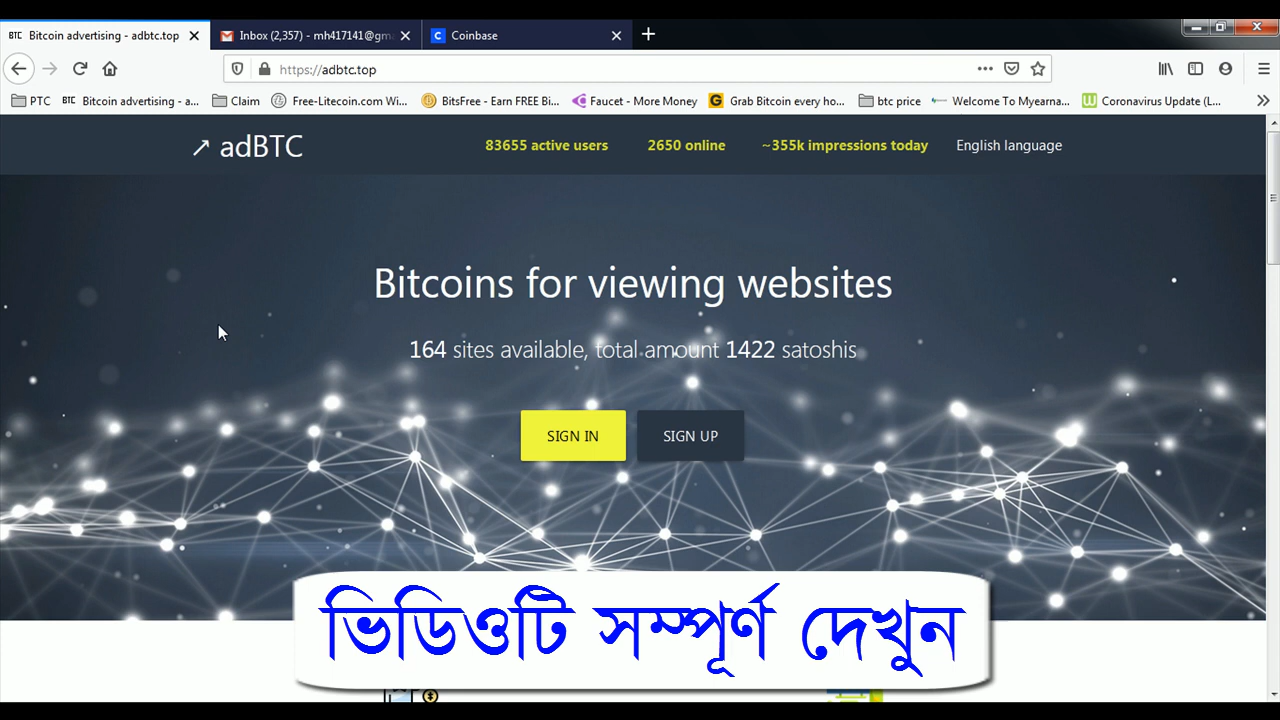 BTC Bitcoin advertising - adbtc.top
Inbox (2,357) - mh417141@gma
Coinbase
https://adbtc.top
PTC
BTC Bitcoin advertising - a...
Claim
Free-Litecoin.com Wi...
BitsFree - Earn FREE Bi...
Faucet - More Money
Grab Bitcoin every ho...
btc price
Welcome To Myearna...
Coronavirus Update (L...
adBTC
83655 active users
2650 online
~355k impressions today
English language
Bitcoins for viewing websites
164 sites available, total amount 1422 satoshis
SIGN IN
SIGN UP
ভিডিওটি সম্পূর্ণ দেখুন